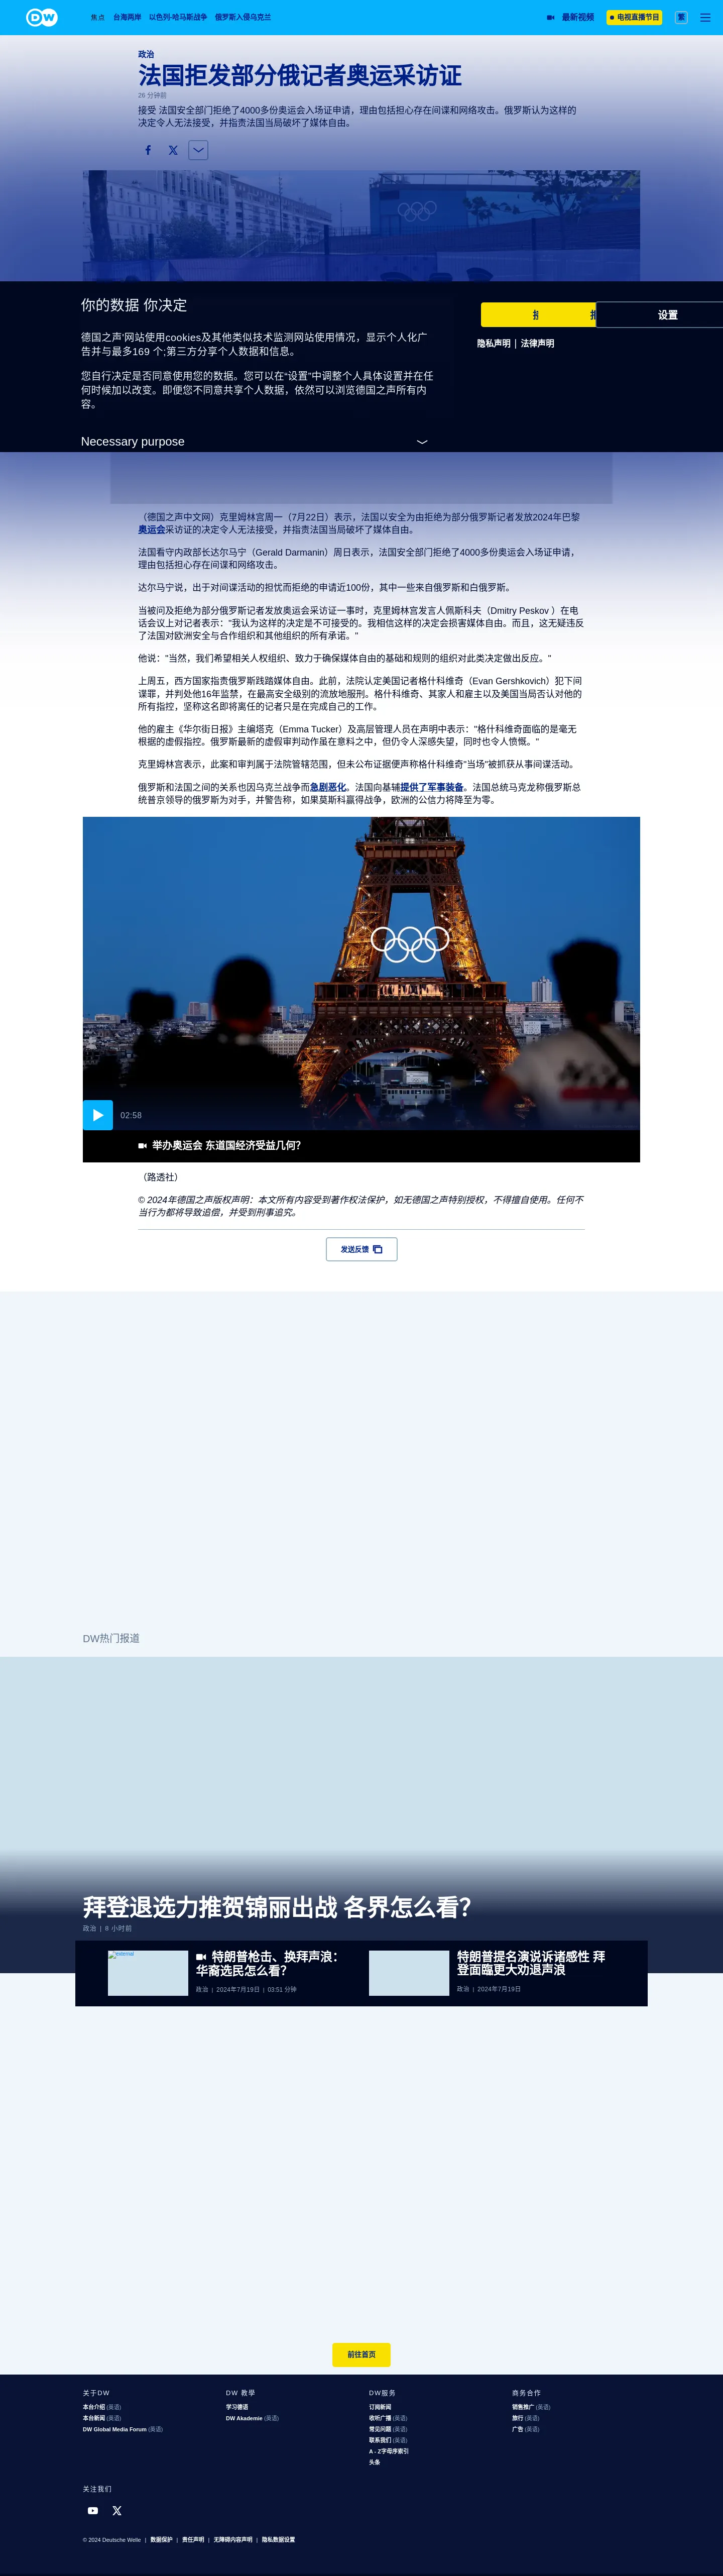 DW
焦点 台海两岸 以色列-哈马斯战争 俄罗斯入侵乌克兰 最新视频 电视直播节目 繁
政治
法国拒发部分俄记者奥运采访证
26 分钟前
接受 法国安全部门拒绝了4000多份奥运会入场证申请，理由包括担心存在间谍和网络攻击。俄罗斯认为这样的
决定令人无法接受，并指责法国当局破坏了媒体自由。
你的数据 你决定
设置
隐私声明 | 法律声明
德国之声'网站使用cookies及其他类似技术监测网站使用情况，显示个人化广
告并与最多169 个;第三方分享个人数据和信息。
您自行决定是否同意使用您的数据。您可以在“设置”中调整个人具体设置并在任
何时候加以改变。即便您不同意共享个人数据，依然可以浏览德国之声所有内
容。
Necessary purpose
（德国之声中文网）克里姆林宫周一（7月22日）表示，法国以安全为由拒绝为部分俄罗斯记者发放2024年巴黎
奥运会采访证的决定令人无法接受，并指责法国当局破坏了媒体自由。
法国看守内政部长达尔马宁（Gerald Darmanin）周日表示，法国安全部门拒绝了4000多份奥运会入场证申请，
理由包括担心存在间谍和网络攻击。
达尔马宁说，出于对间谍活动的担忧而拒绝的申请近100份，其中一些来自俄罗斯和白俄罗斯。
当被问及拒绝为部分俄罗斯记者发放奥运会采访证一事时，克里姆林宫发言人佩斯科夫（Dmitry Peskov ）在电
话会议上对记者表示："我认为这样的决定是不可接受的。我相信这样的决定会损害媒体自由。而且，这无疑违反
了法国对欧洲安全与合作组织和其他组织的所有承诺。"
他说："当然，我们希望相关人权组织、致力于确保媒体自由的基础和规则的组织对此类决定做出反应。"
上周五，西方国家指责俄罗斯践踏媒体自由。此前，法院认定美国记者格什科维奇（Evan Gershkovich）犯下间
谍罪，并判处他16年监禁，在最高安全级别的流放地服刑。格什科维奇、其家人和雇主以及美国当局否认对他的
所有指控，坚称这名即将离任的记者只是在完成自己的工作。
他的雇主《华尔街日报》主编塔克（Emma Tucker）及高层管理人员在声明中表示："格什科维奇面临的是毫无
根据的虚假指控。俄罗斯最新的虚假审判动作虽在意料之中，但仍令人深感失望，同时也令人愤慨。"
克里姆林宫表示，此案和审判属于法院管辖范围，但未公布证据便声称格什科维奇“当场”被抓获从事间谍活动。
俄罗斯和法国之间的关系也因乌克兰战争而急剧恶化。法国向基辅提供了军事装备。法国总统马克龙称俄罗斯总
统普京领导的俄罗斯为对手，并警告称，如果莫斯科赢得战争，欧洲的公信力将降至为零。
02:58
举办奥运会 东道国经济受益几何?
（路透社）
© 2024年德国之声版权声明：本文所有内容受到著作权法保护，如无德国之声特别授权，不得擅自使用。任何不
当行为都将导致追偿，并受到刑事追究。
发送反馈
DW热门报道
拜登退选力推贺锦丽出战 各界怎么看?
政治 | 8 小时前
external
特朗普枪击、换拜声浪：
华裔选民怎么看?
政治 | 2024年7月19日 | 03:51 分钟
特朗普提名演说诉诸感性 拜
登面临更大劝退声浪
政治 | 2024年7月19日
前往首页
关于DW
本台介绍 (英语)
本台新闻 (英语)
DW Global Media Forum (英语)
DW 教學
学习德语
DW Akademie (英语)
DW服务
订阅新闻
收听广播 (英语)
常见问题 (英语)
联系我们 (英语)
A - Z字母序索引
头条
商务合作
销售推广 (英语)
旅行 (英语)
广告 (英语)
关注我们
© 2024 Deutsche Welle | 数据保护 | 责任声明 | 无障碍内容声明 | 隐私数据设置